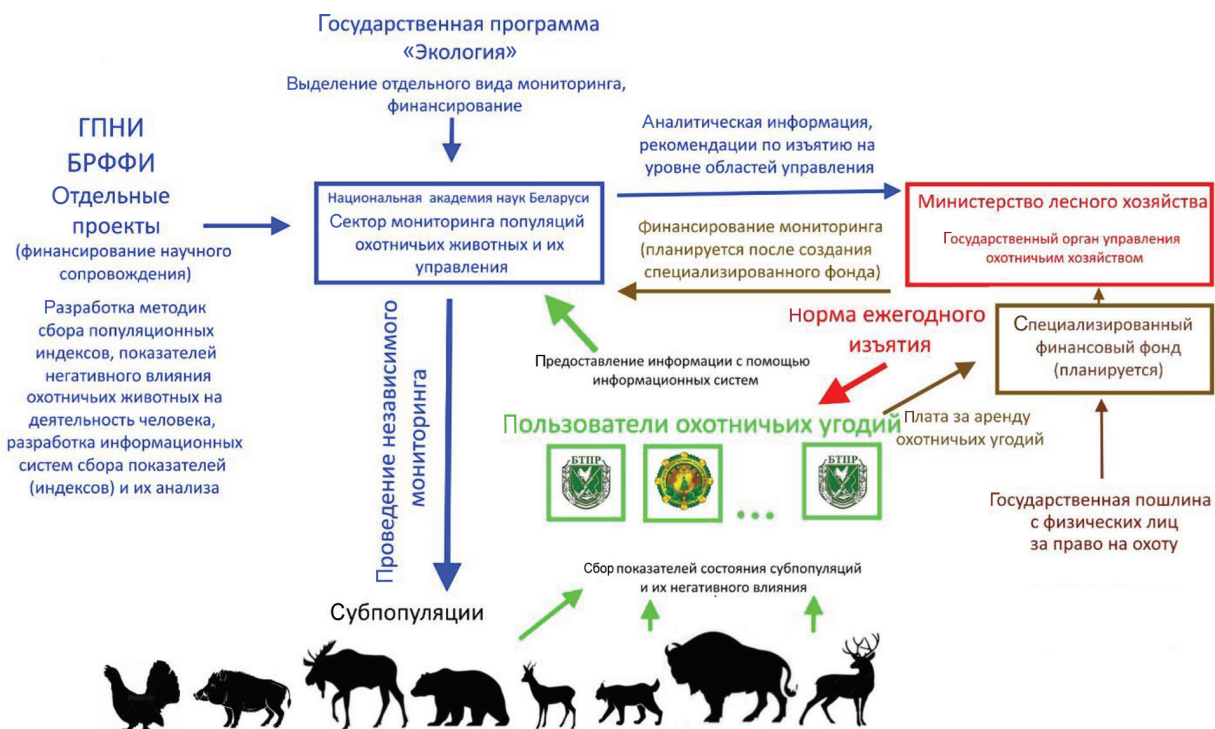 Государственная программа
«Экология»
Выделение отдельного вида мониторинга,
финансирование
ГПНИ
БРФФИ
Отдельные
проекты
(финансирование научного
сопровождения)
Разработка методик
сбора популяционных
индексов, показателей
негативного влияния
охотничьих животных на
деятельность человека,
разработка информационных
систем сбора показателей
(индексов) и их анализа
Национальная академия наук Беларуси
Сектор мониторинга популяций
охотничьих животных и их
управления
Аналитическая информация,
рекомендации по изъятию на
уровне областей управления
Министерство лесного хозяйства
Государственный орган управления
охотничьим хозяйством
Финансирование мониторинга
(планируется после создания
специализированного фонда)
Специализированный
финансовый фонд
(планируется)
Норма ежегодного
изъятия
Предоставление информации с помощью
информационных систем
Пользователи охотничьих угодий
БТПР
...
БТПР
Плата за аренду
охотничьих угодий
Государственная пошлина
с физических лиц
за право на охоту
Проведение независимого
мониторинга
Сбор показателей состояния субпопуляций
и их негативного влияния
Субпопуляции